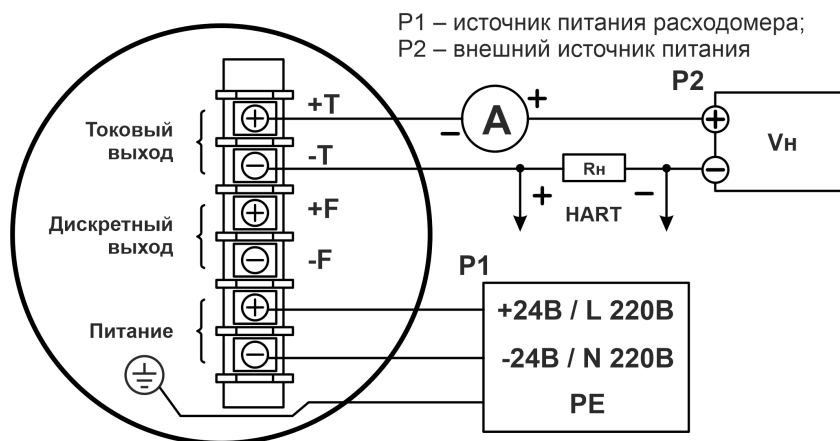 P1 – источник питания расходомера;
P2 – внешний источник питания
P2
Токовый
выход
+T
-T
A
+
–
+
–
Vн
Rн
+
–
HART
Дискретный
выход
+F
-F
Питание
+
–
+
–
+
–
P1
+24В / L 220В
-24В / N 220В
PE